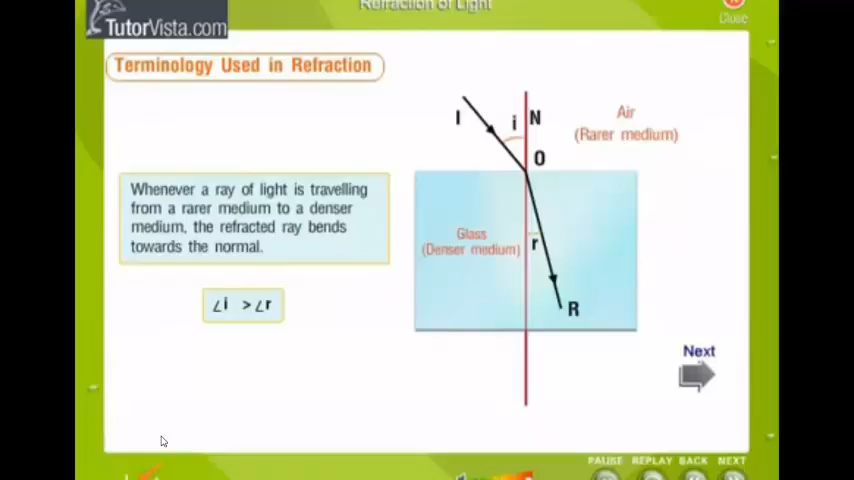 Refraction of Light
Close
TutorVista.com
Terminology Used in Refraction
I
i
N
Air
(Rarer medium)
O
Whenever a ray of light is travelling
from a rarer medium to a denser
medium, the refracted ray bends
towards the normal.
Glass
(Denser medium)
r
∠i >∠r
R
Next
PAUSE REPLAY BACK NEXT